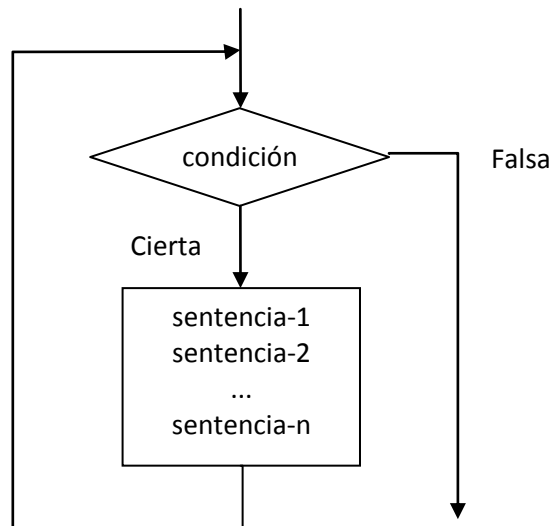 condición
Falsa
Cierta
sentencia-1
sentencia-2
...
sentencia-n